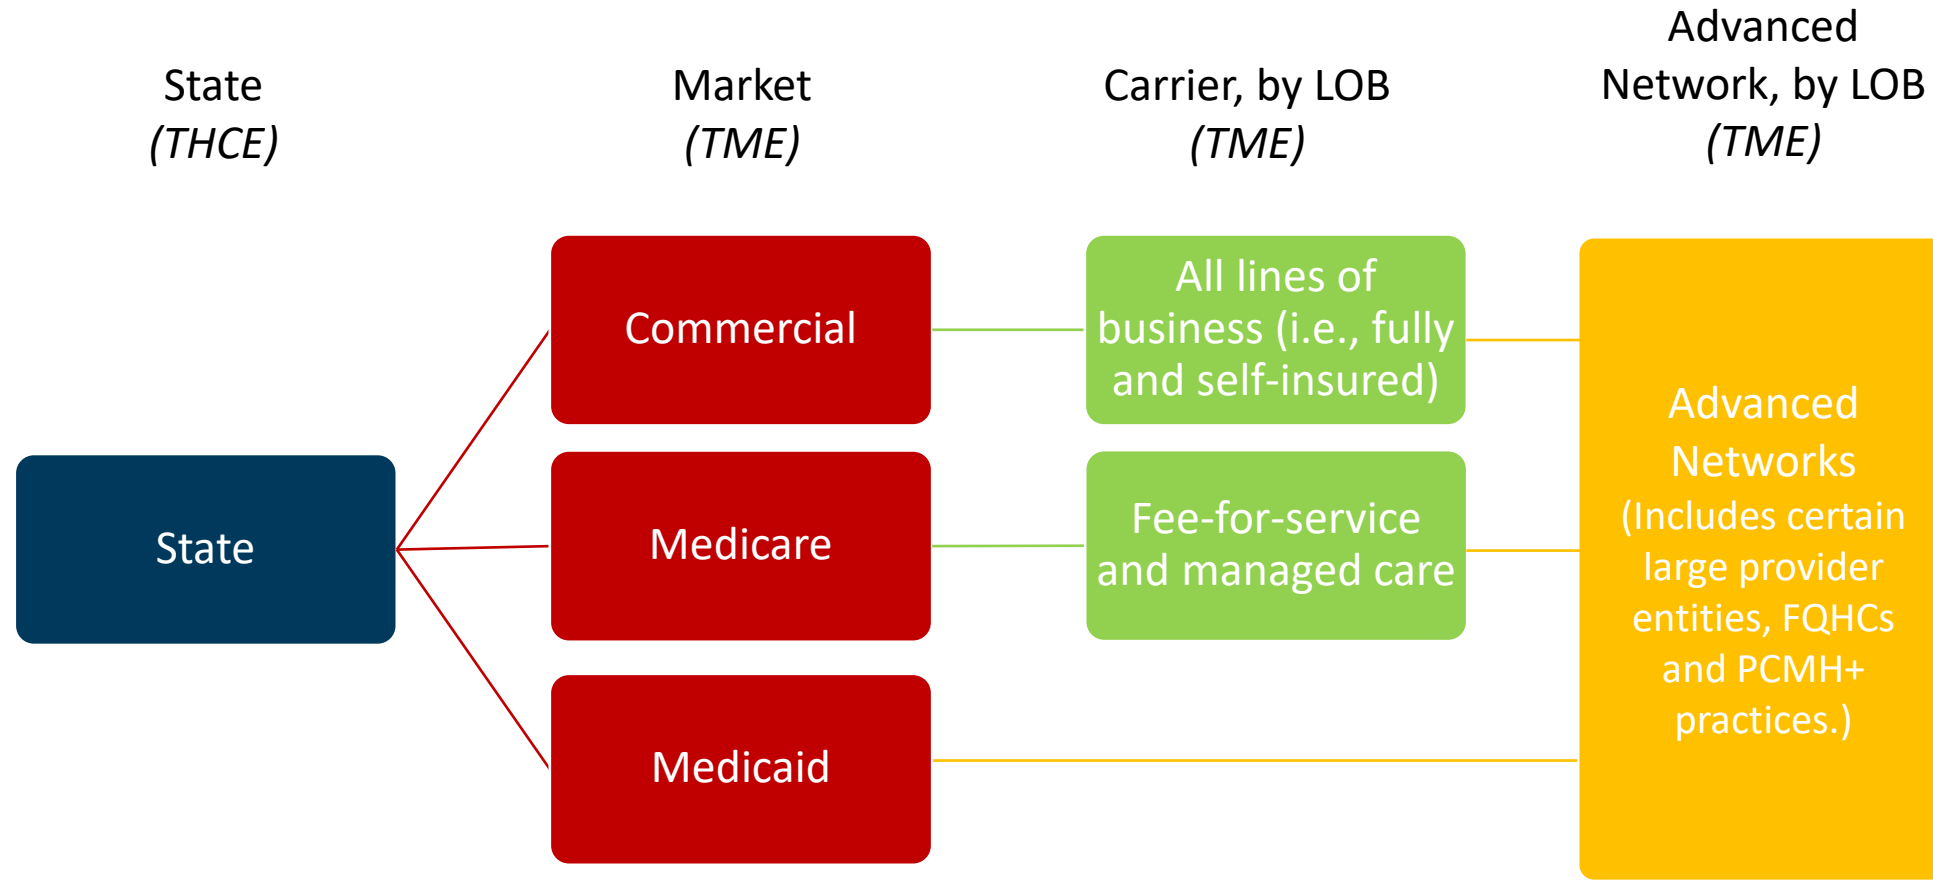 State
(THCE)
Market
(TME)
Carrier, by LOB
(TME)
Advanced
Network, by LOB
(TME)
State
Commercial
Medicare
Medicaid
All lines of
business (i.e., fully
and self-insured)
Fee-for-service
and managed care
Advanced
Networks
(Includes certain
large provider
entities, FQHCs
and PCMH+
practices.)